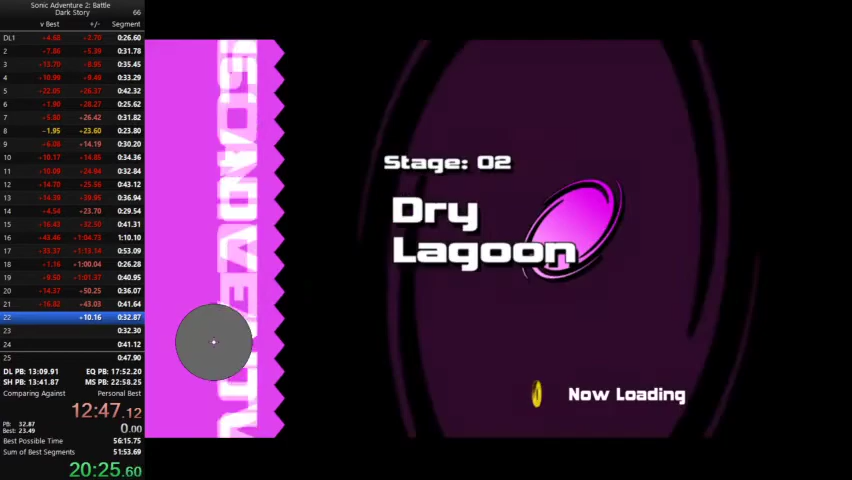 Sonic Adventure 2: Battle
Dark Story 66
v Best +/- Segment
DL1 +4.68 -2.70 0:26.60
2 +7.86 -5.39 0:31.78
3 +13.70 -8.95 0:35.45
4 +10.99 +9.49 0:33.29
5 +22.05 +26.37 0:42.32
6 +1.90 +28.27 0:25.62
7 +5.80 +26.42 0:31.82
8 -1.95 +23.60 0:23.80
9 +6.08 +14.19 0:30.20
10 +10.17 +14.85 0:34.36
11 +10.09 +24.94 0:32.84
12 +14.78 +25.56 0:43.12
13 +14.39 +39.95 0:36.94
14 +4.54 +23.70 0:29.54
15 +16.43 +32.50 0:41.31
16 +43.46 +1:04.73 1:10.10
17 +33.37 +1:13.14 0:53.09
18 +1.16 +1:00.04 0:26.28
19 +9.50 +1:01.37 0:40.95
20 +14.37 +50.25 0:36.07
21 +16.82 +43.03 0:41.64
22 +10.16 0:32.87
23 0:32.30
24 0:41.12
25 0:47.90
DL PB: 13:09.91 EQ PB: 17:52.20
SH PB: 13:41.87 MS PB: 22:58.25
Comparing Against Personal Best
12:47.12
PB: 32.87
Best: 23.49 0.00
Best Possible Time 56:15.75
Sum of Best Segments 51:53.69
20:25.60
Stage: 02
Dry
Lagoon
Now Loading